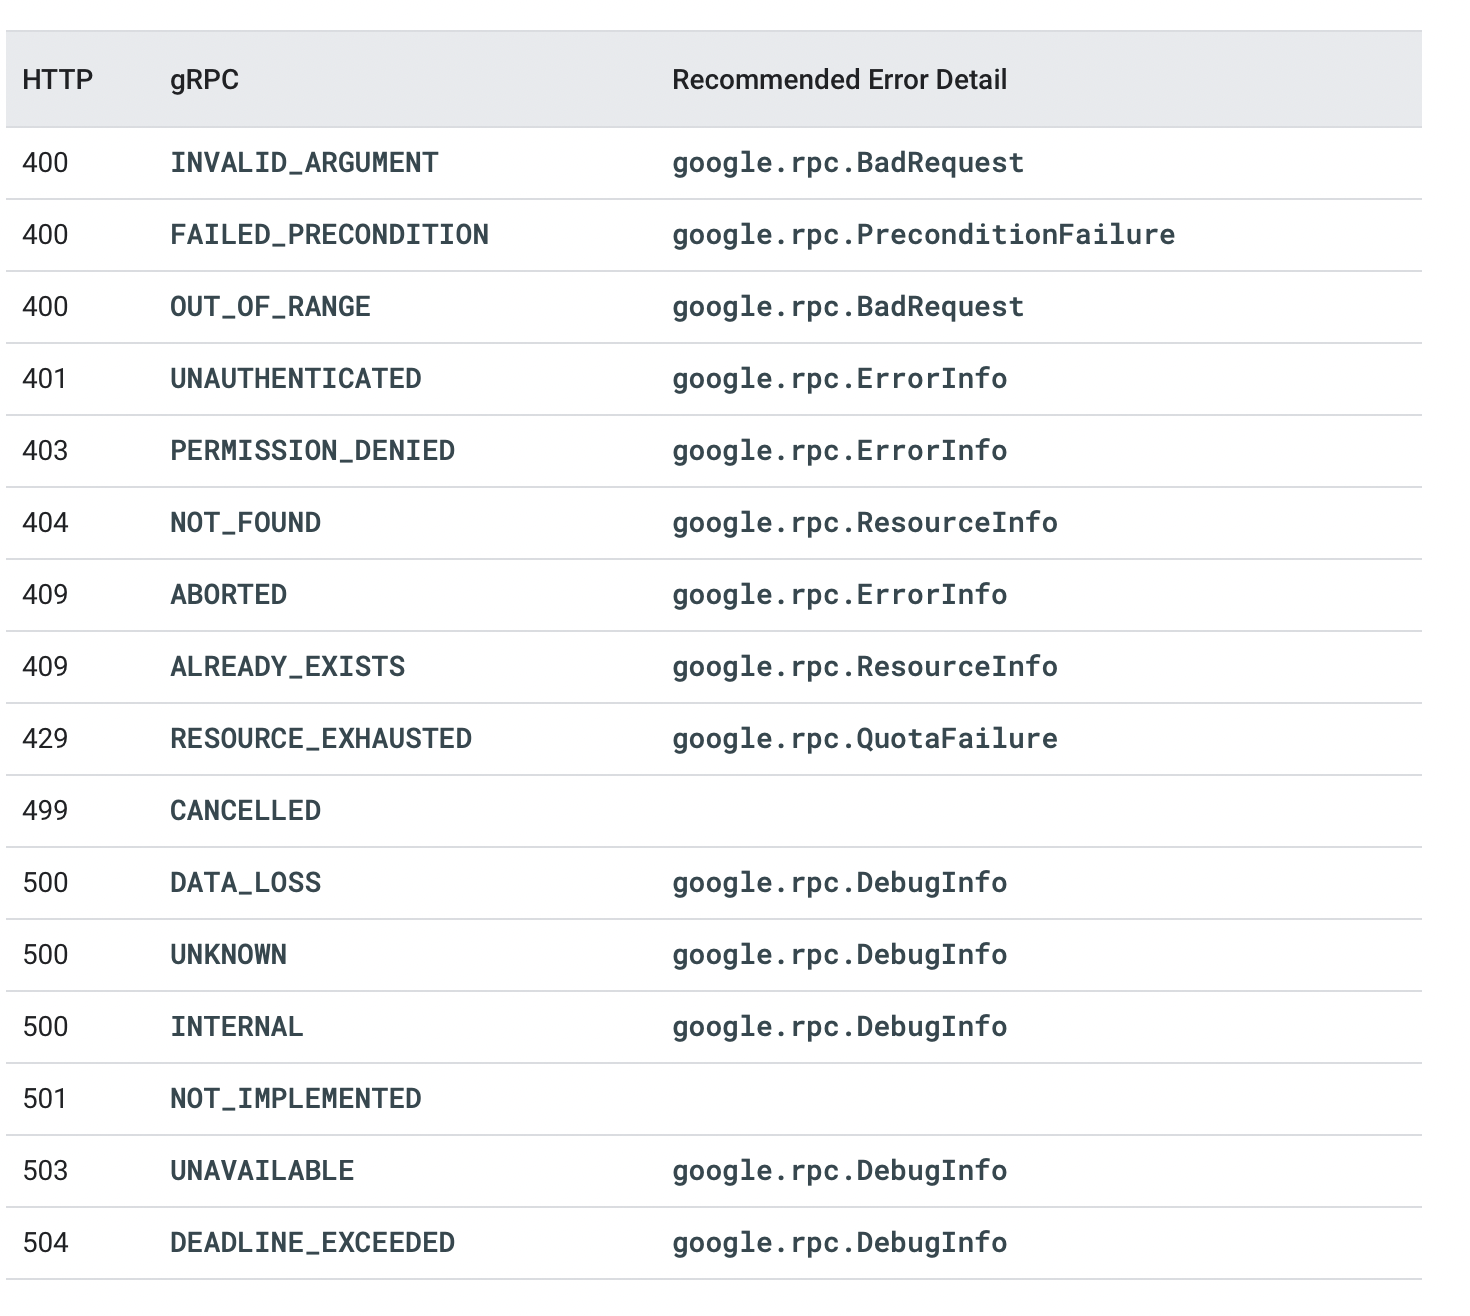 HTTP gRPC Recommended Error Detail
400 INVALID_ARGUMENT google.rpc.BadRequest
400 FAILED_PRECONDITION google.rpc.PreconditionFailure
400 OUT_OF_RANGE google.rpc.BadRequest
401 UNAUTHENTICATED google.rpc.ErrorInfo
403 PERMISSION_DENIED google.rpc.ErrorInfo
404 NOT_FOUND google.rpc.ResourceInfo
409 ABORTED google.rpc.ErrorInfo
409 ALREADY_EXISTS google.rpc.ResourceInfo
429 RESOURCE_EXHAUSTED google.rpc.QuotaFailure
499 CANCELLED
500 DATA_LOSS google.rpc.DebugInfo
500 UNKNOWN google.rpc.DebugInfo
500 INTERNAL google.rpc.DebugInfo
501 NOT_IMPLEMENTED
503 UNAVAILABLE google.rpc.DebugInfo
504 DEADLINE_EXCEEDED google.rpc.DebugInfo